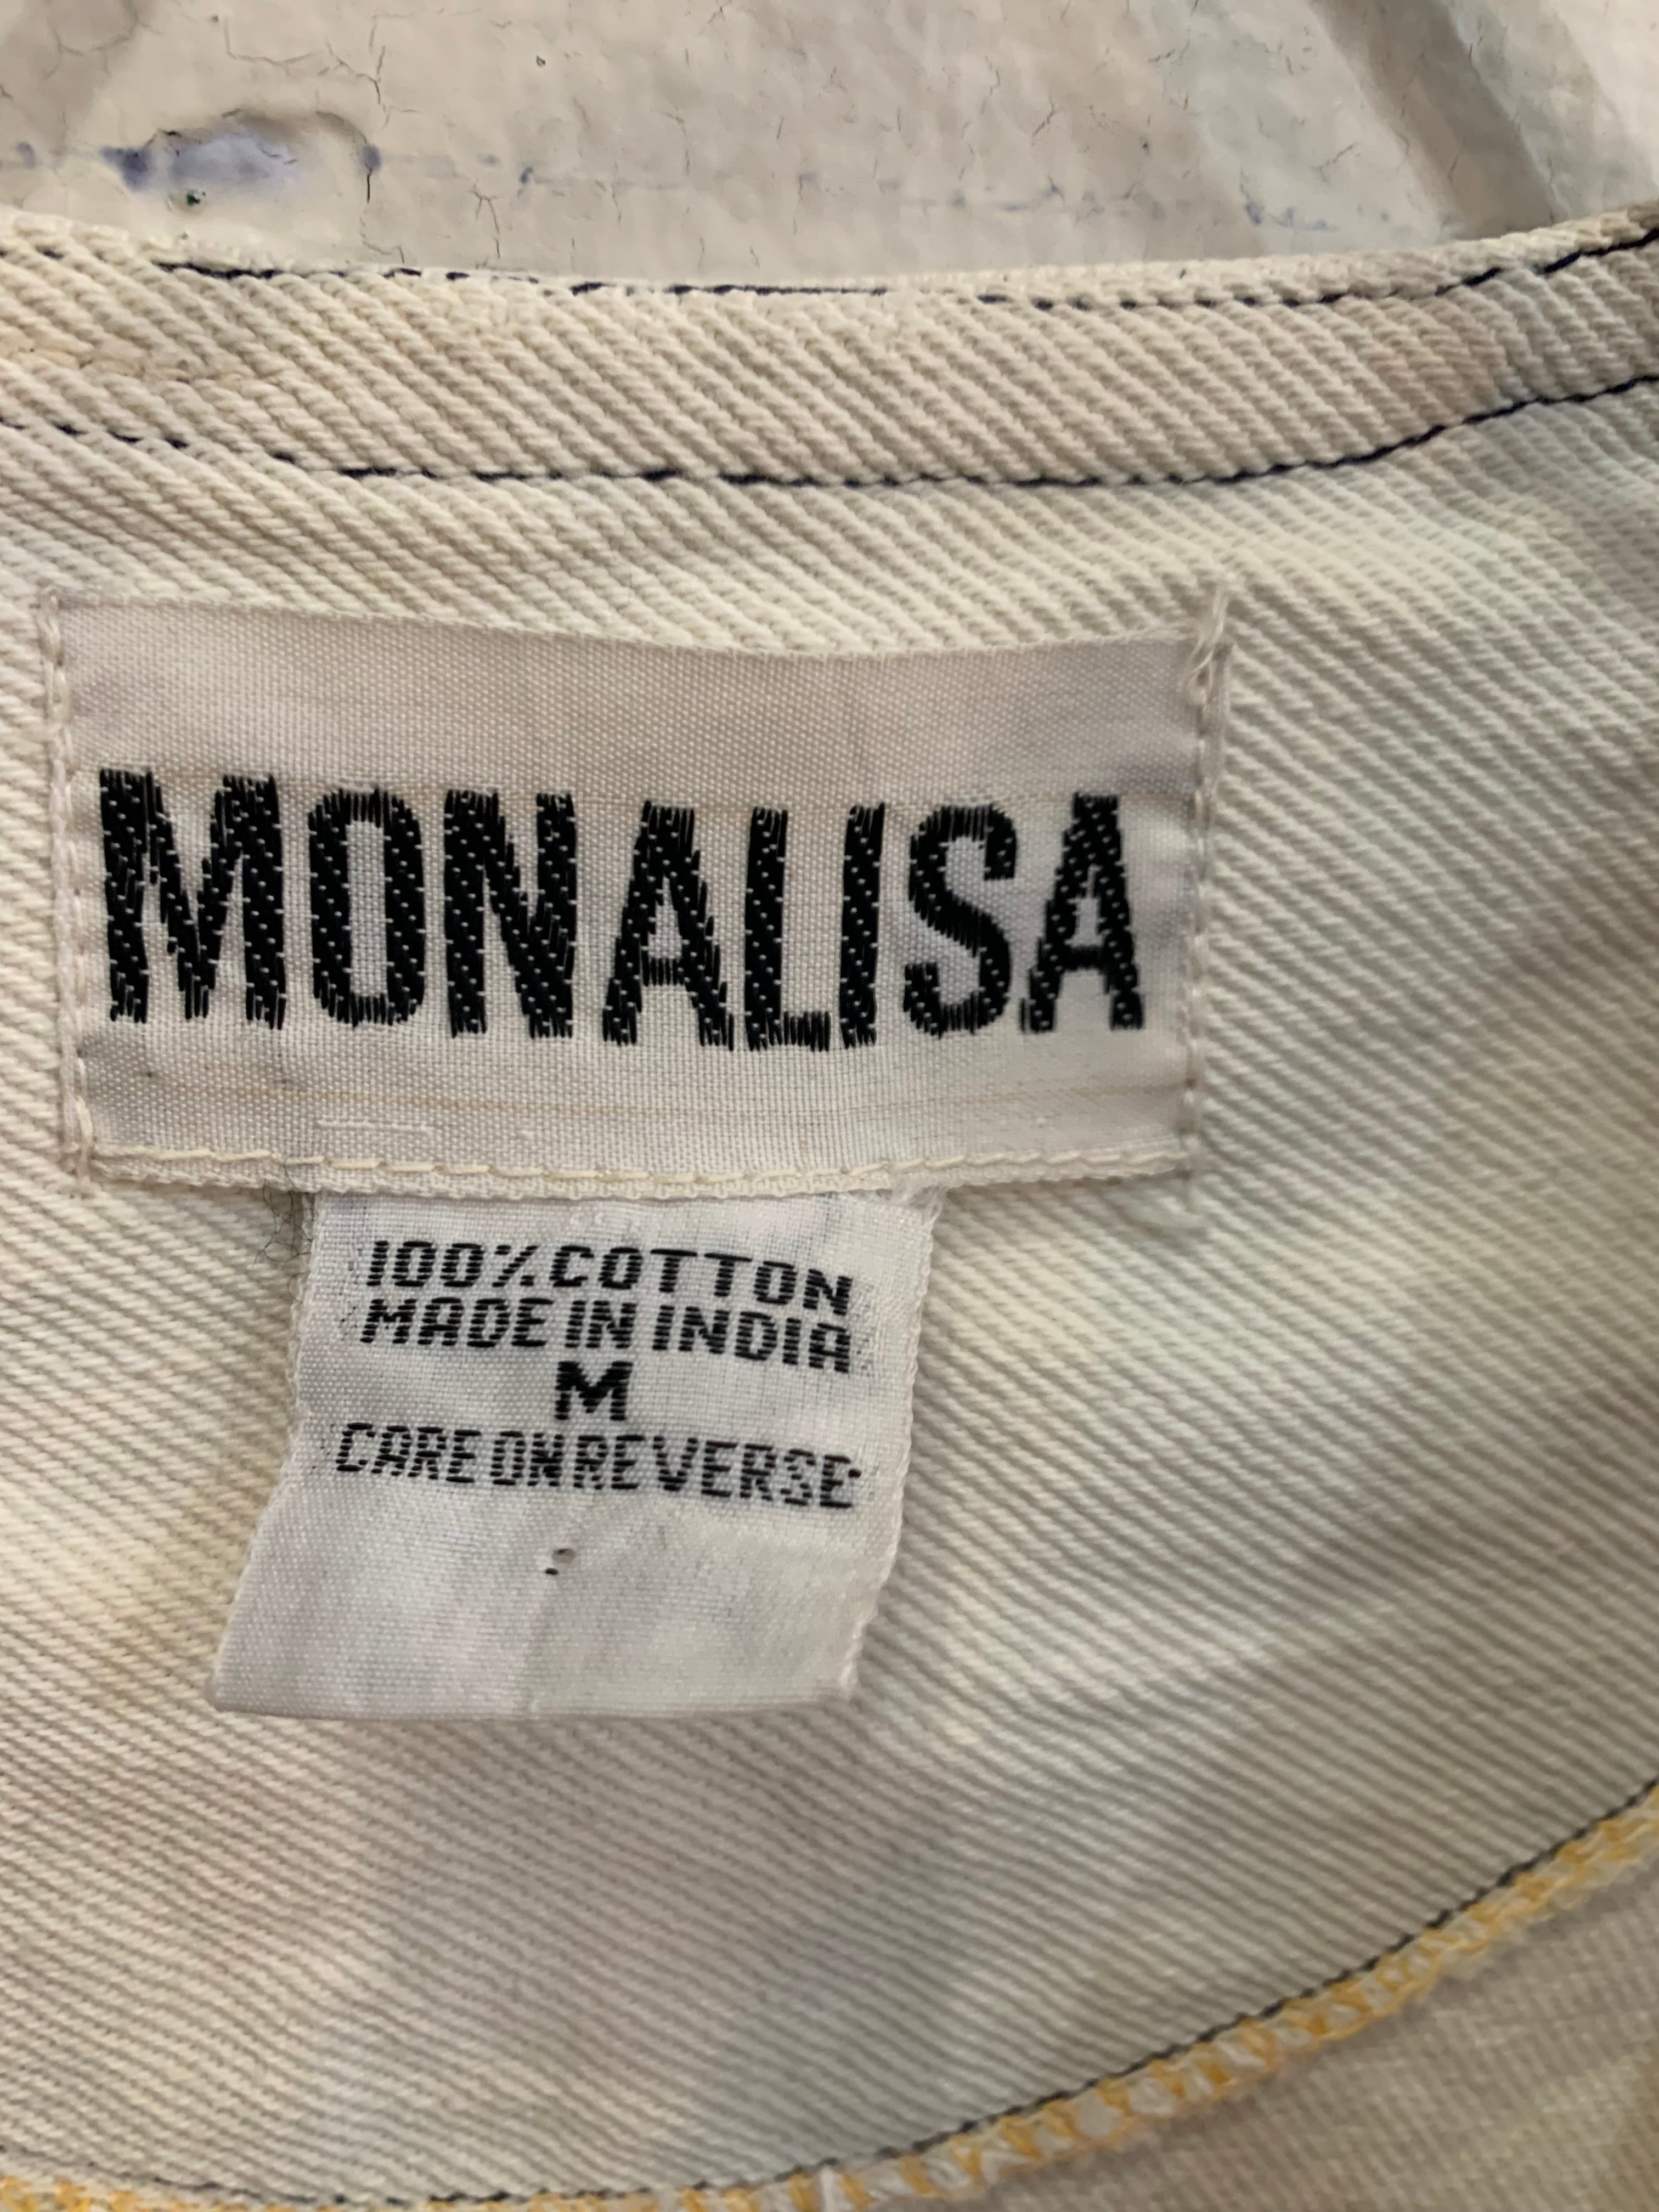 MONALISA
100% COTTON
MADE IN INDIA
M
CARE ON REVERSE